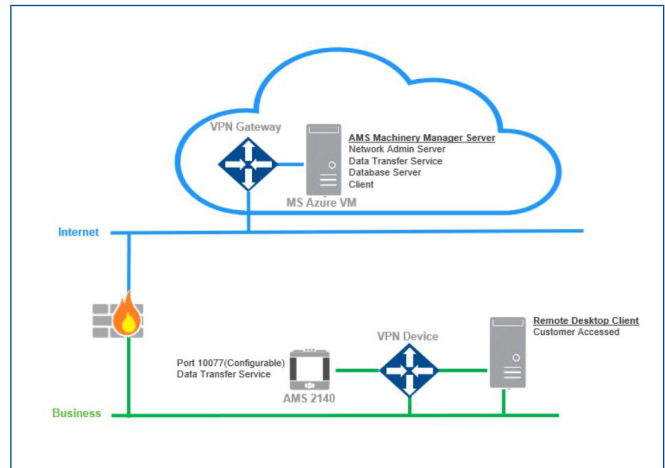 VPN Gateway
AMS Machinery Manager Server
Network Admin Server
Data Transfer Service
Database Server
Client
MS Azure VM
Internet
Remote Desktop Client
Customer Accessed
VPN Device
Port 10077(Configurable)
Data Transfer Service
AMS 2140
Business